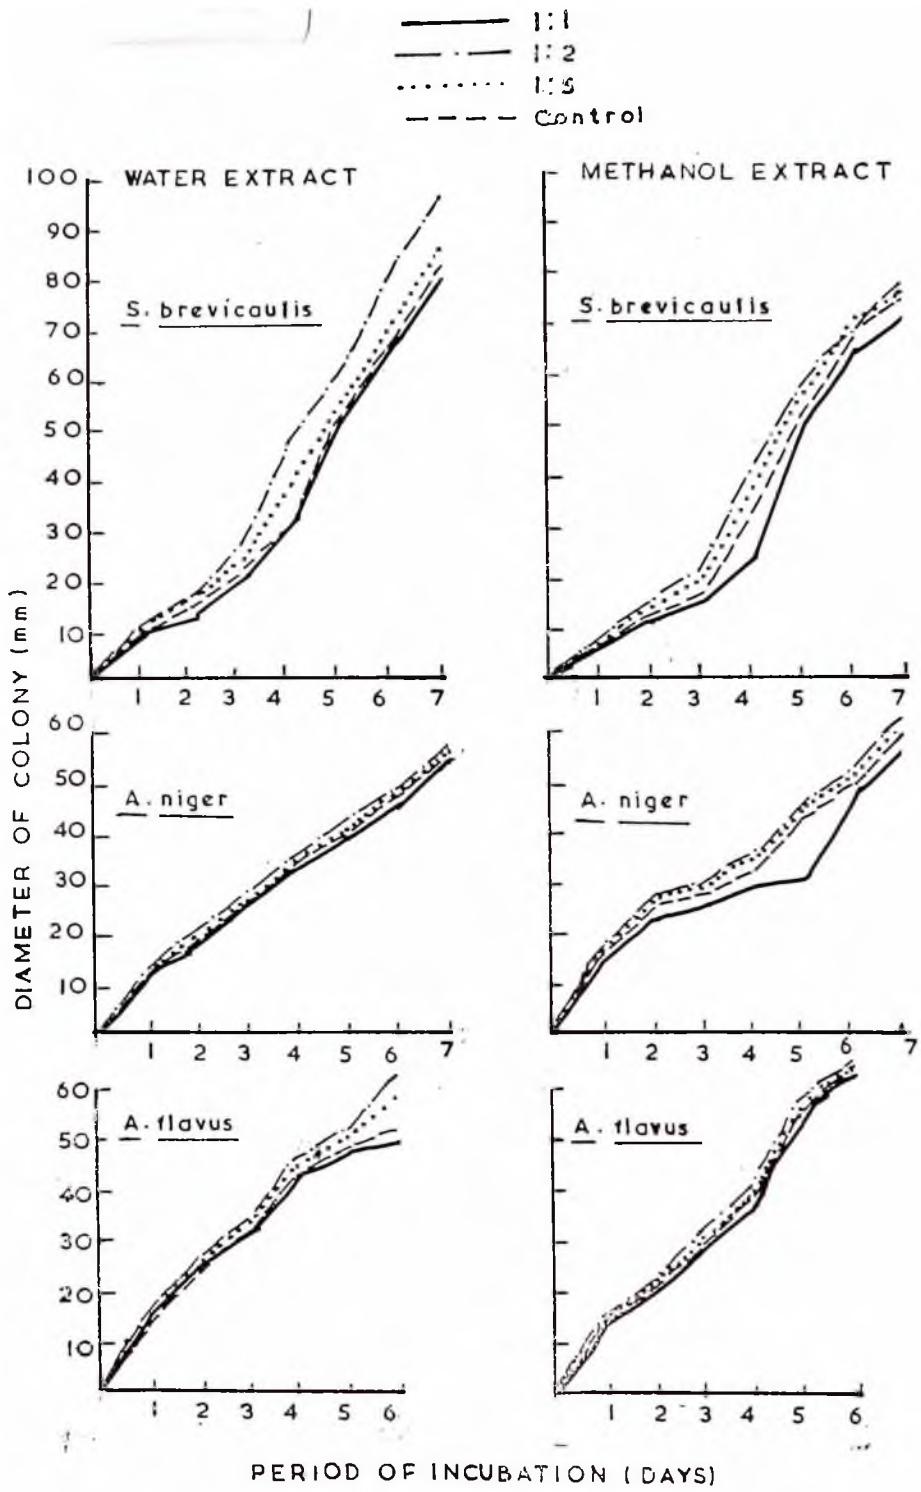 1:1
1:2
1:5
Control
WATER EXTRACT
METHANOL EXTRACT
100
90
80
70
60
50
40
30
20
10
S. brevicaulis
S. brevicaulis
1 2 3 4 5 6 7
1 2 3 4 5 6 7
DIAMETER OF COLONY (mm)
60
50
40
30
20
10
A. niger
A. niger
1 2 3 4 5 6 7
1 2 3 4 5 6 7
60
50
40
30
20
10
A. flavus
A. flavus
1 2 3 4 5 6
1 2 3 4 5 6
PERIOD OF INCUBATION (DAYS)